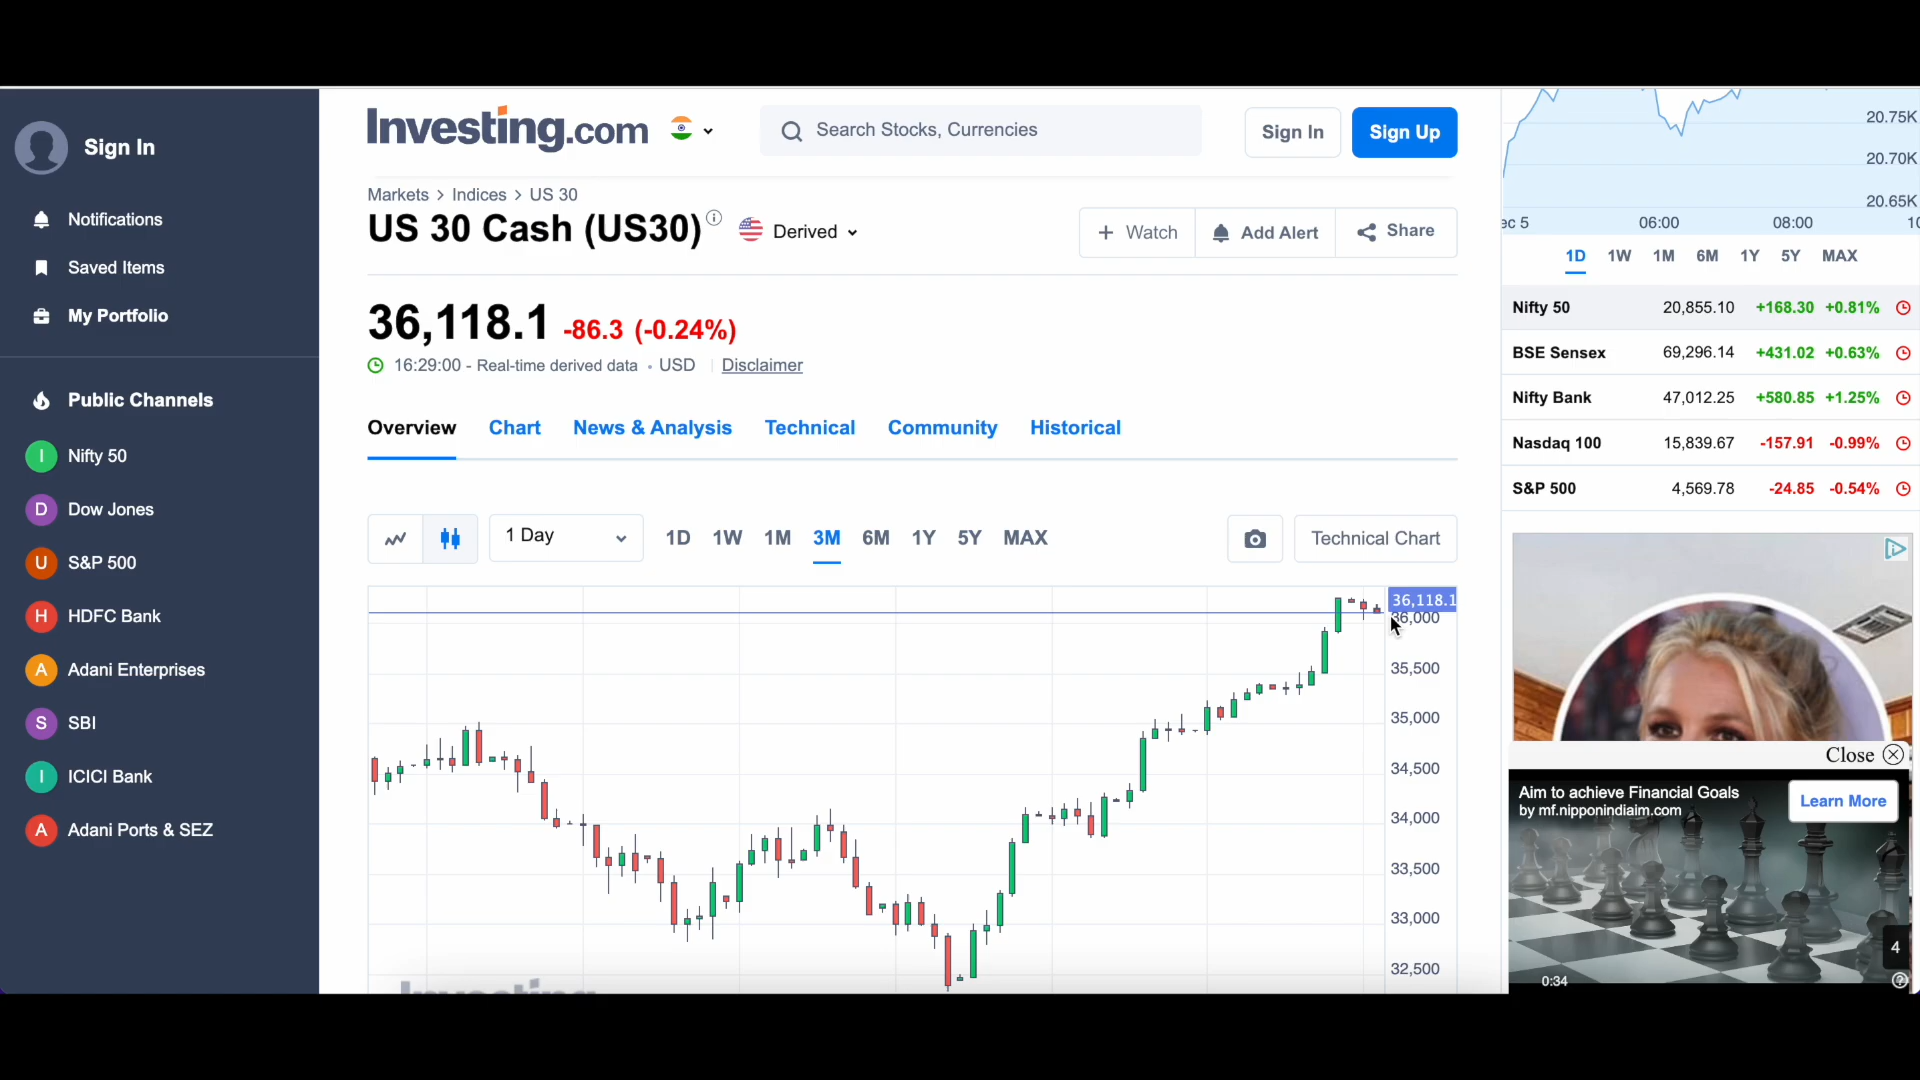 Sign In
Notifications
Saved Items
My Portfolio
Public Channels
I Nifty 50
D Dow Jones
U S&P 500
H HDFC Bank
A Adani Enterprises
S SBI
I ICICI Bank
A Adani Ports & SEZ
Investing.com
Search Stocks, Currencies
Sign In
Sign Up
Markets > Indices > US 30
US 30 Cash (US30)
Derived
+ Watch
Add Alert
Share
36,118.1 -86.3 (-0.24%)
16:29:00 - Real-time derived data • USD | Disclaimer
Overview Chart News & Analysis Technical Community Historical
1 Day
1D 1W 1M 3M 6M 1Y 5Y MAX
Technical Chart
36,118.1
36,000
35,500
35,000
34,500
34,000
33,500
33,000
32,500
Investing
20.75K
20.70K
20.65K
ec 5 06:00 08:00
1D 1W 1M 6M 1Y 5Y MAX
Nifty 50 20,855.10 +168.30 +0.81%
BSE Sensex 69,296.14 +431.02 +0.63%
Nifty Bank 47,012.25 +580.85 +1.25%
Nasdaq 100 15,839.67 -157.91 -0.99%
S&P 500 4,569.78 -24.85 -0.54%
Close
Aim to achieve Financial Goals
by mf.nipponindiaim.com
Learn More
4
0:34